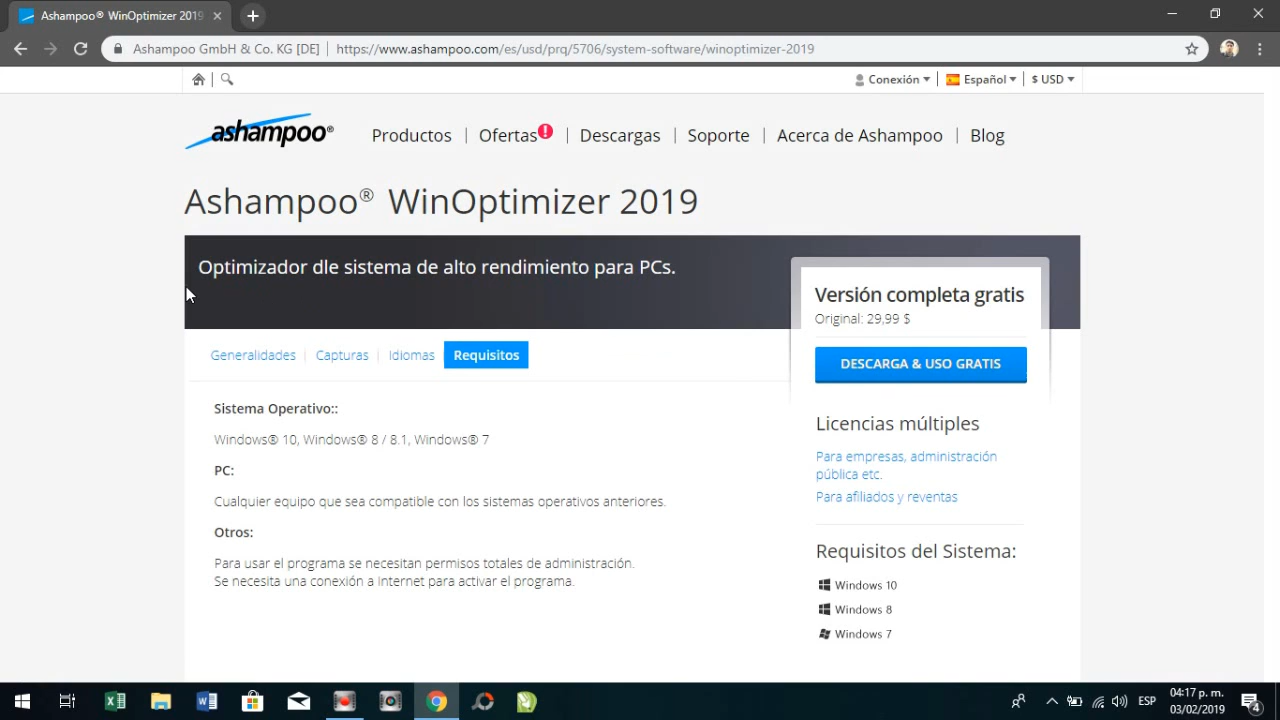 Ashampoo® WinOptimizer 2019
Ashampoo GmbH & Co. KG [DE] | https://www.ashampoo.com/es/usd/prq/5706/system-software/winoptimizer-2019
Conexión | Español | $ USD
ashampoo® Productos | Ofertas! | Descargas | Soporte | Acerca de Ashampoo | Blog
Ashampoo® WinOptimizer 2019
Optimizador dle sistema de alto rendimiento para PCs.
Generalidades | Capturas | Idiomas | Requisitos
Sistema Operativo::
Windows® 10, Windows® 8 / 8.1, Windows® 7
PC:
Cualquier equipo que sea compatible con los sistemas operativos anteriores.
Otros:
Para usar el programa se necesitan permisos totales de administración.
Se necesita una conexión a Internet para activar el programa.
Versión completa gratis
Original: 29,99 $
DESCARGA & USO GRATIS
Licencias múltiples
Para empresas, administración
pública etc.
Para afiliados y reventas
Requisitos del Sistema:
Windows 10
Windows 8
Windows 7
ESP
04:17 p. m.
03/02/2019
4